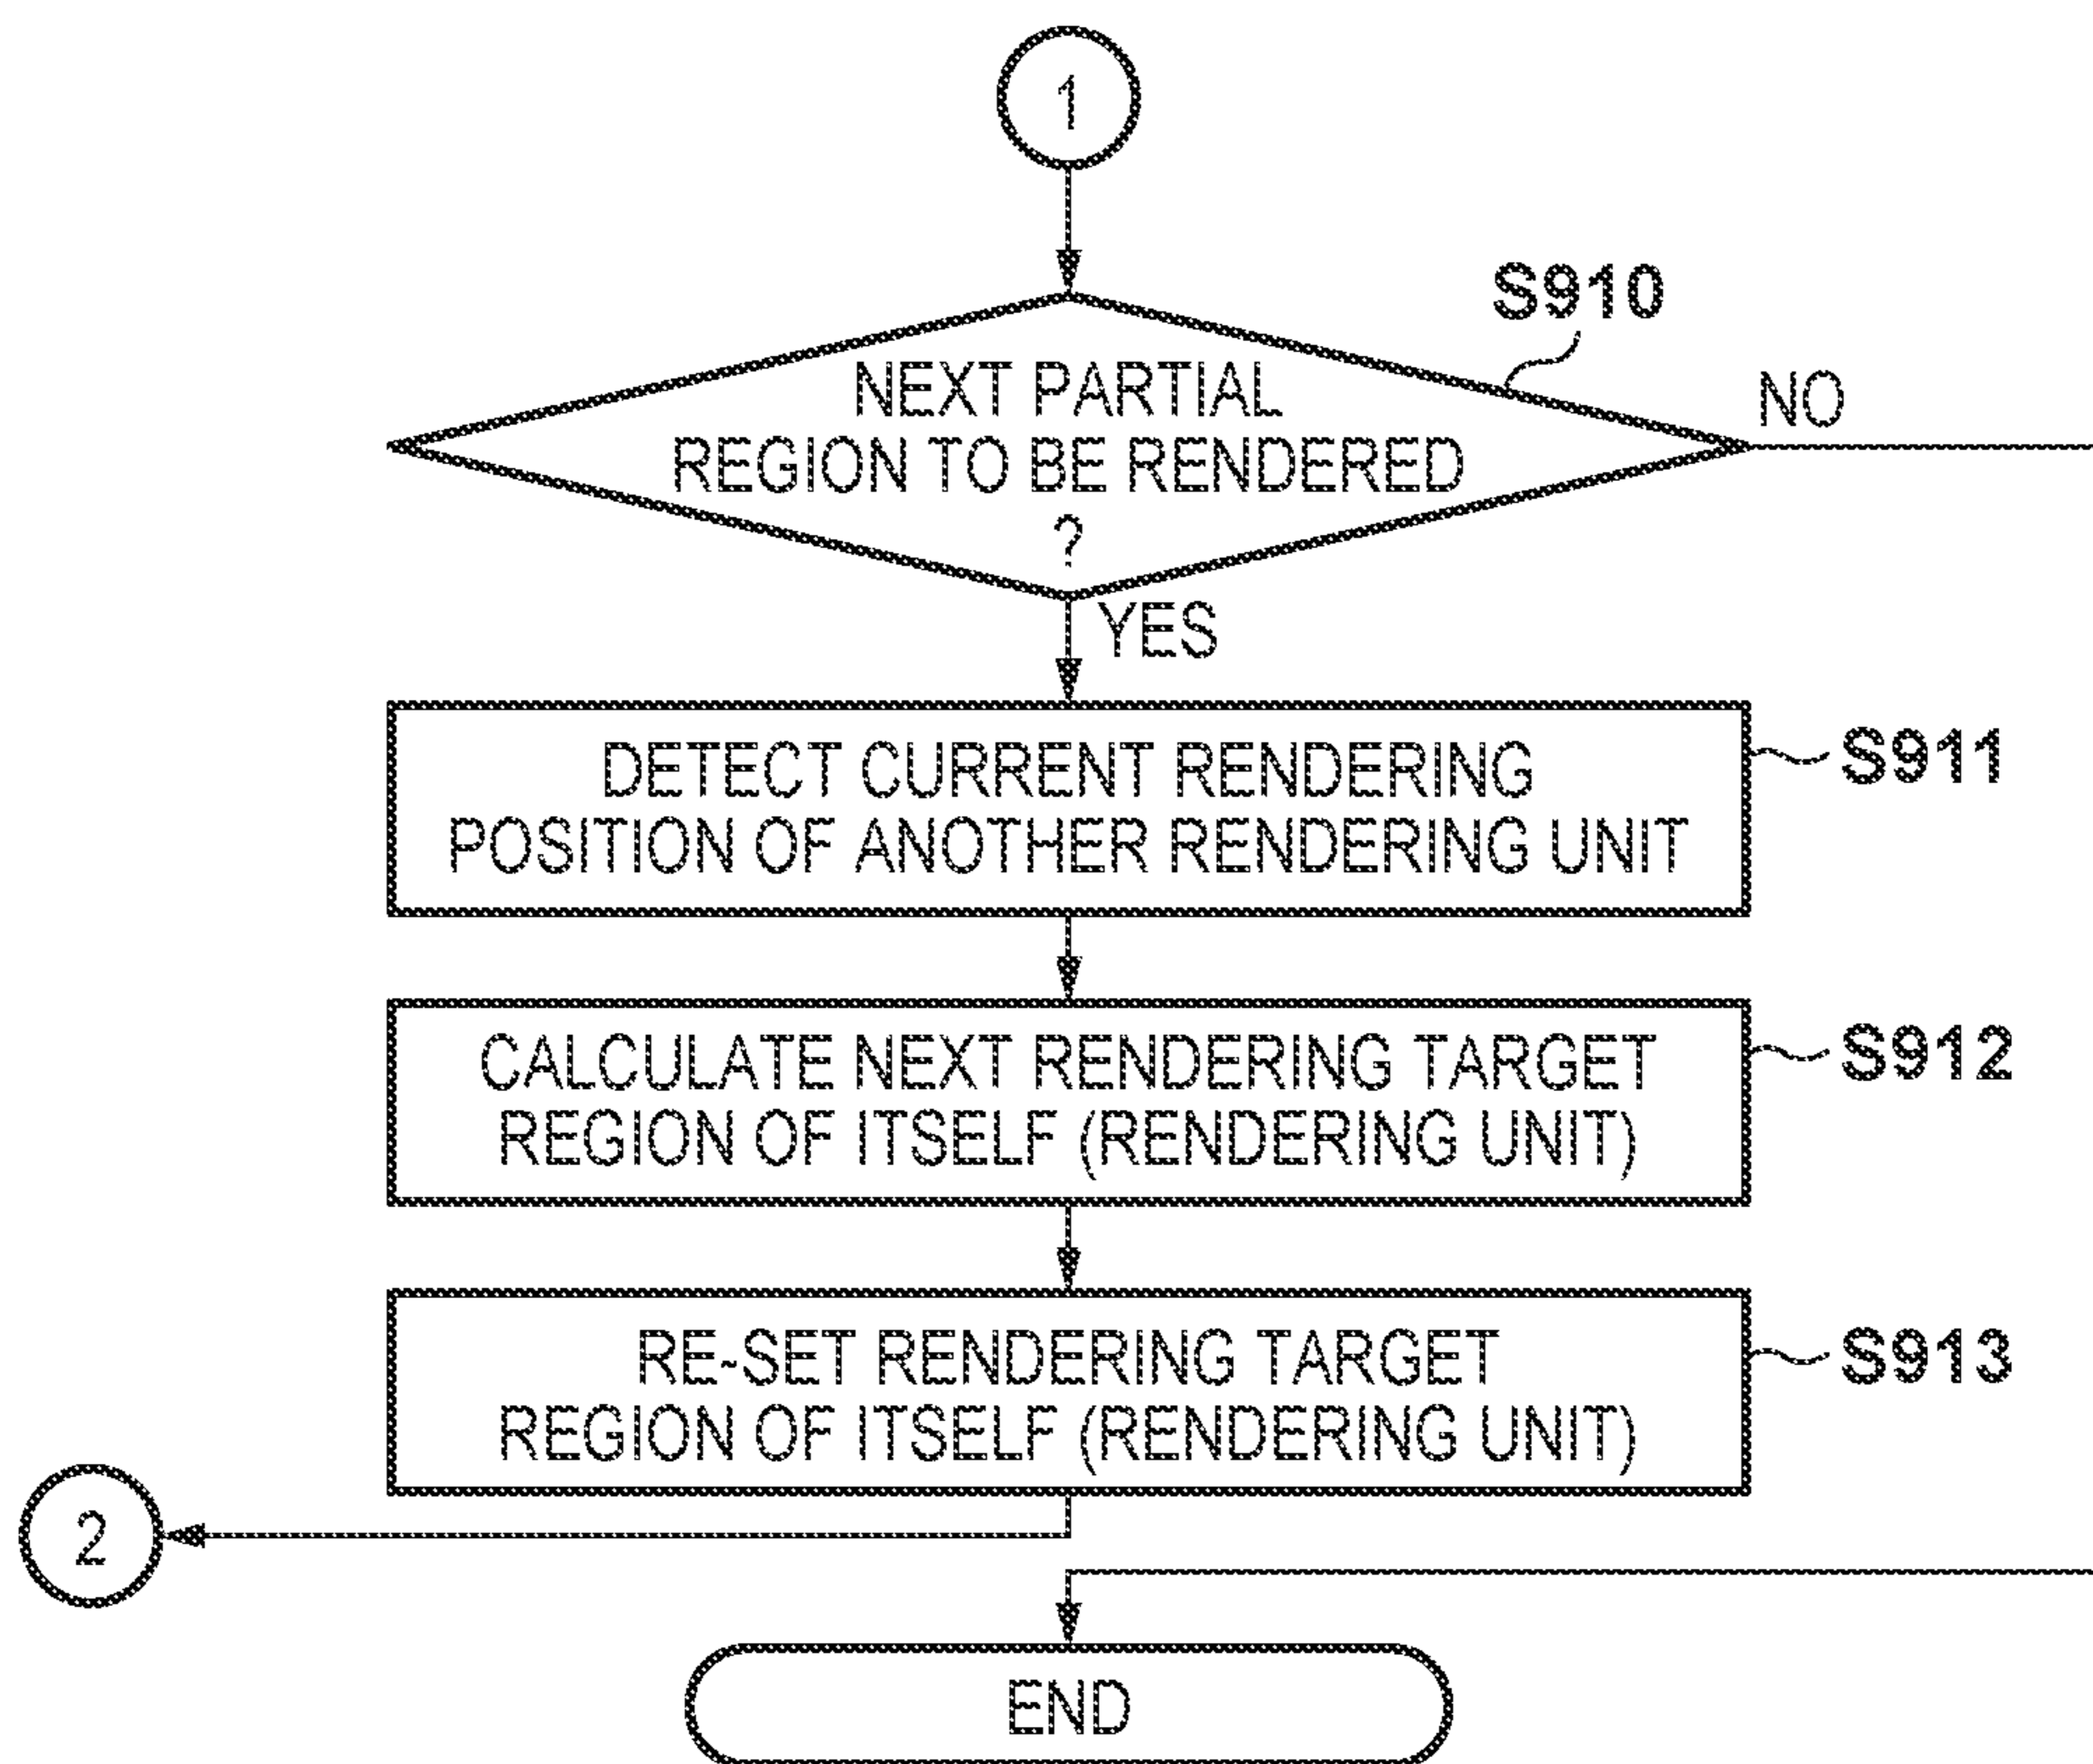 1
S910
NEXT PARTIAL
REGION TO BE RENDERED
?
NO
YES
DETECT CURRENT RENDERING
POSITION OF ANOTHER RENDERING UNIT
S911
CALCULATE NEXT RENDERING TARGET
REGION OF ITSELF (RENDERING UNIT)
S912
RE-SET RENDERING TARGET
REGION OF ITSELF (RENDERING UNIT)
S913
2
END